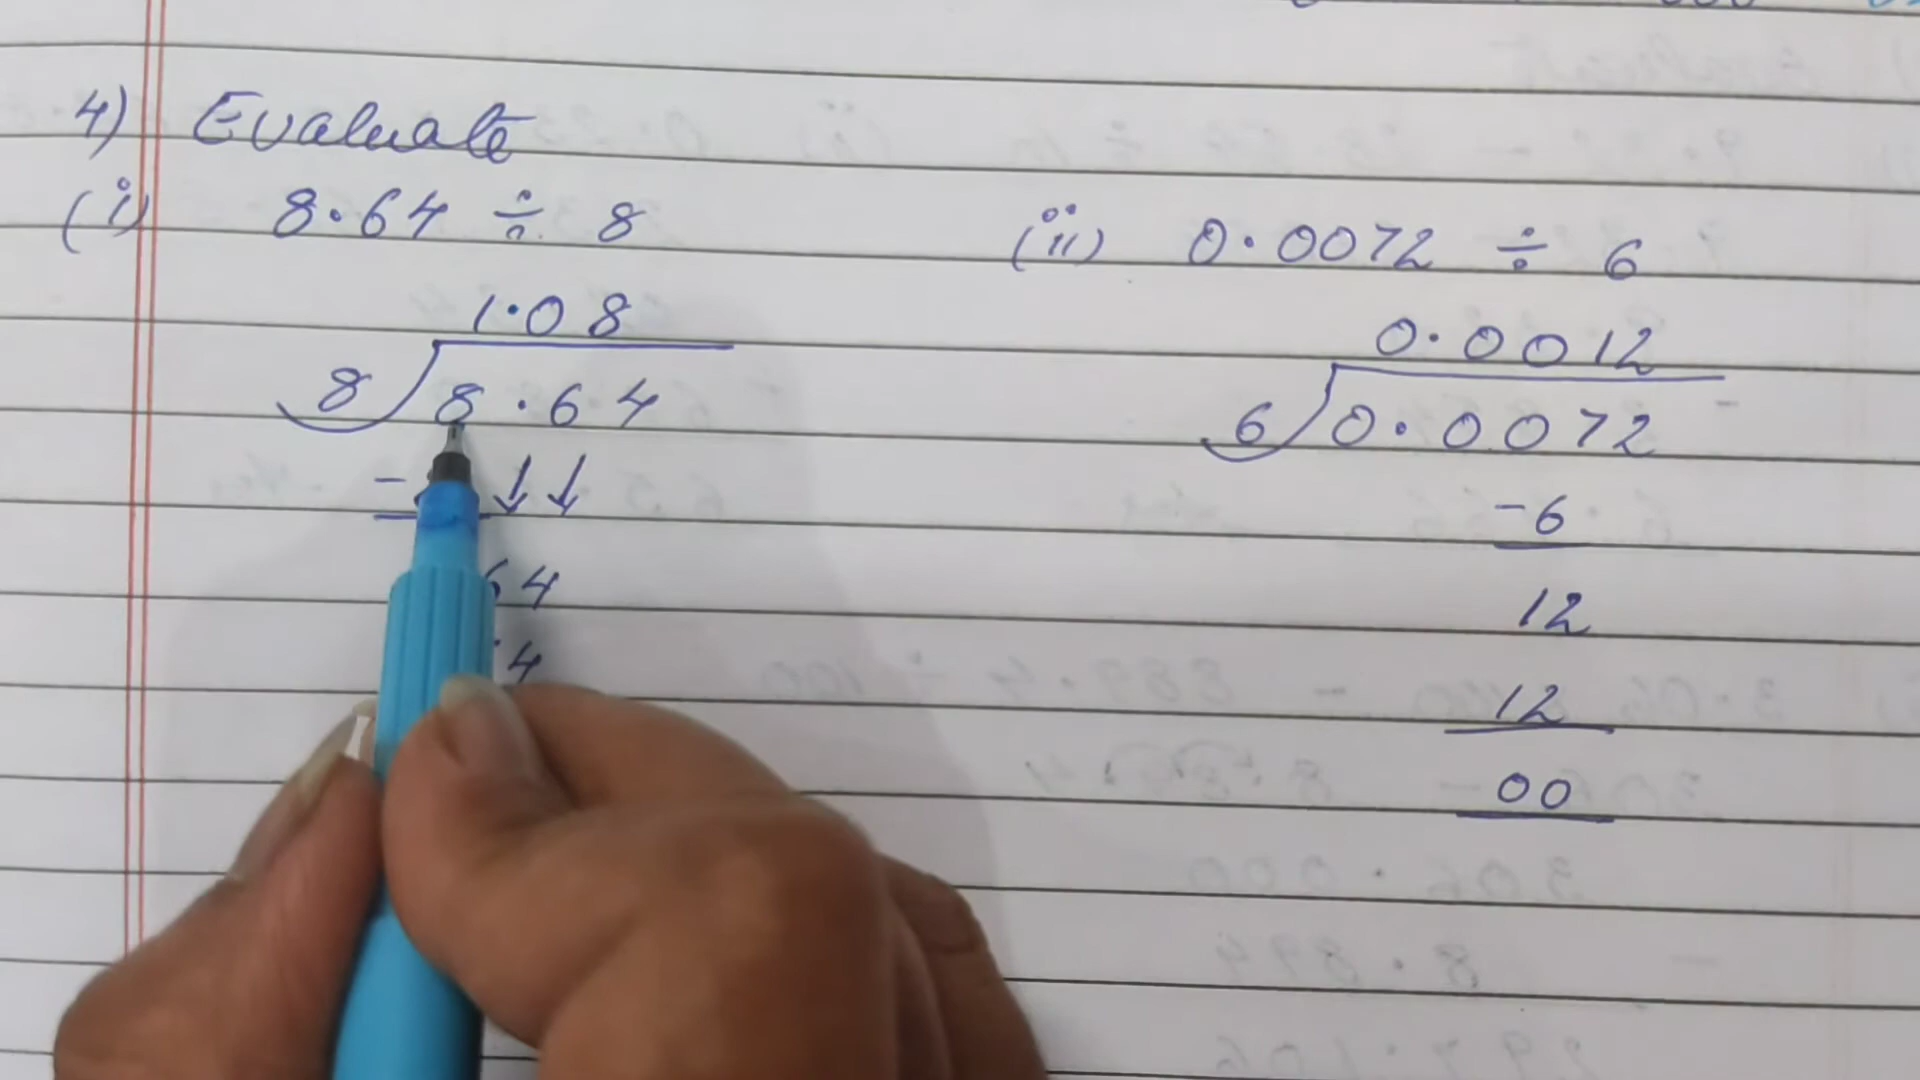 4) Evaluate
(i) 8.64 ÷ 8
1.08
8 8.64
- ↓ ↓
64
4
(ii) 0.0072 ÷ 6
0.0012
6 0.0072
-6
12
12
00